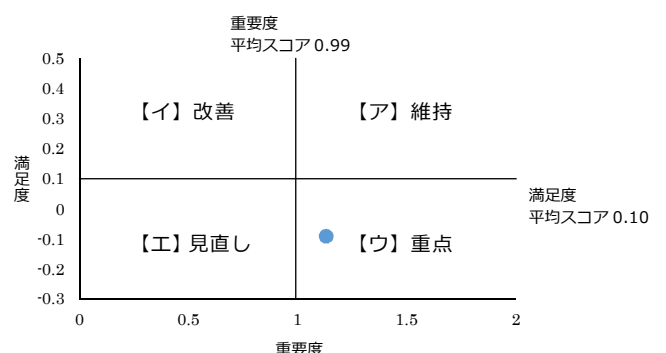 重要度
平均スコア0.99
0.5
0.4
0.3
0.2
0.1
0
-0.1
-0.2
-0.3
満足度
【イ】改善
【ア】維持
【エ】見直し
【ウ】重点
満足度
平均スコア0.10
0
0.5
1
1.5
2
重要度